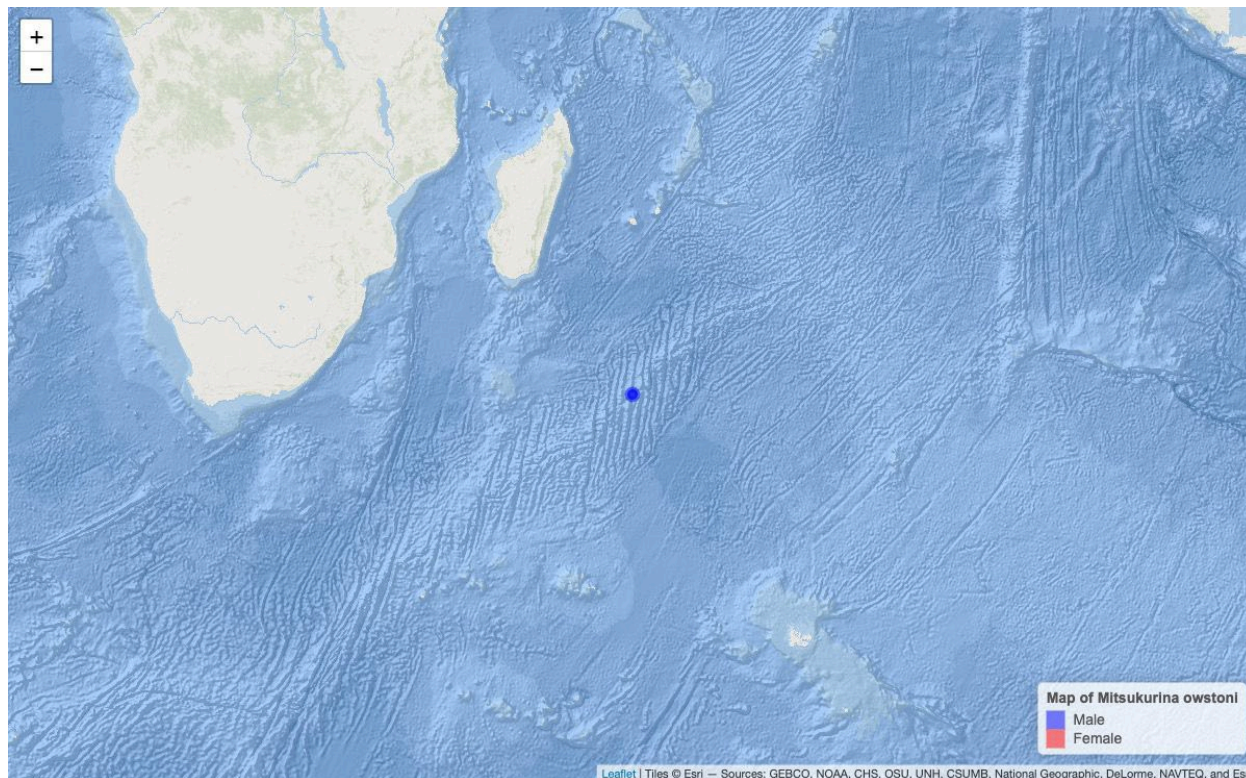 +
−
Map of Mitsukurina owstoni
Male
Female
Leaflet | Tiles © Esri — Sources: GEBCO, NOAA, CHS, OSU, UNH, CSUMB, National Geographic, DeLorme, NAVTEQ, and